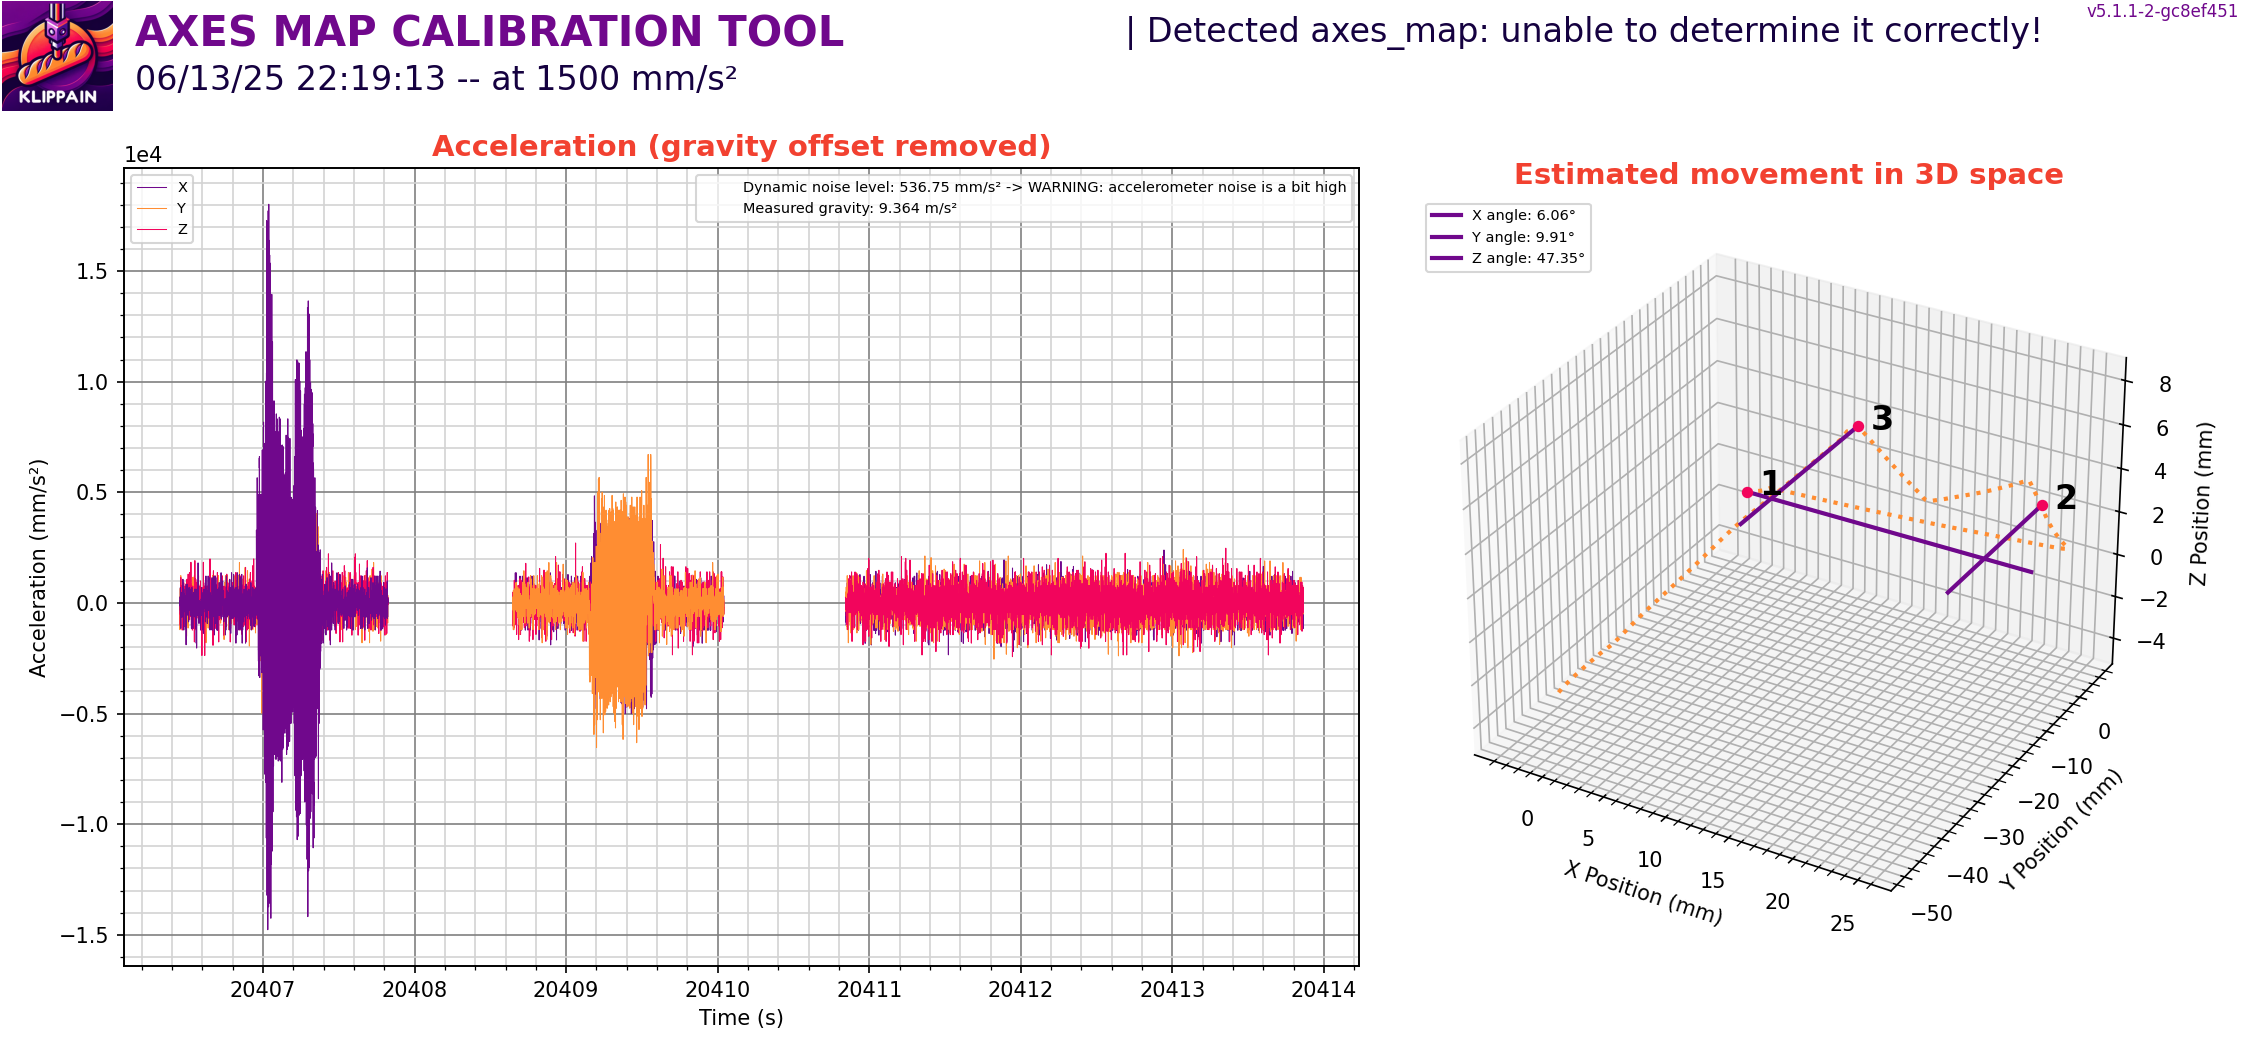 KLIPPAIN
AXES MAP CALIBRATION TOOL
06/13/25 22:19:13 -- at 1500 mm/s²
| Detected axes_map: unable to determine it correctly!
v5.1.1-2-gc8ef451
Acceleration (gravity offset removed)
1e4
X
Y
Z
Dynamic noise level: 536.75 mm/s² -> WARNING: accelerometer noise is a bit high
Measured gravity: 9.364 m/s²
1.5
1.0
0.5
0.0
−0.5
−1.0
−1.5
Acceleration (mm/s²)
20407 20408 20409 20410 20411 20412 20413 20414
Time (s)
Estimated movement in 3D space
X angle: 6.06°
Y angle: 9.91°
Z angle: 47.35°
3
1
2
8
6
4
2
0
−2
−4
Z Position (mm)
0
−10
−20
−30
−40
−50
Y Position (mm)
0
5
10
15
20
25
X Position (mm)